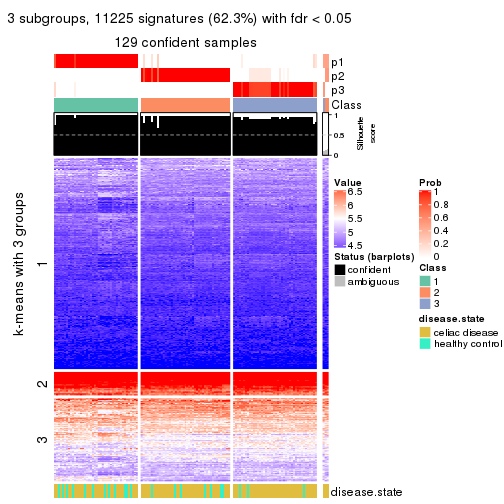 3 subgroups, 11225 signatures (62.3%) with fdr < 0.05
129 confident samples
p1
p2
p3
Class
1
0.5
0
Silhouette
score
k-means with 3 groups
1
2
3
disease.state
Value
6.5
5.5
4.5
Status (barplots)
confident
ambiguous
Prob
1
0.8
0.6
0.4
0.2
0
Class
1
2
3
disease.state
celiac disease
healthy control